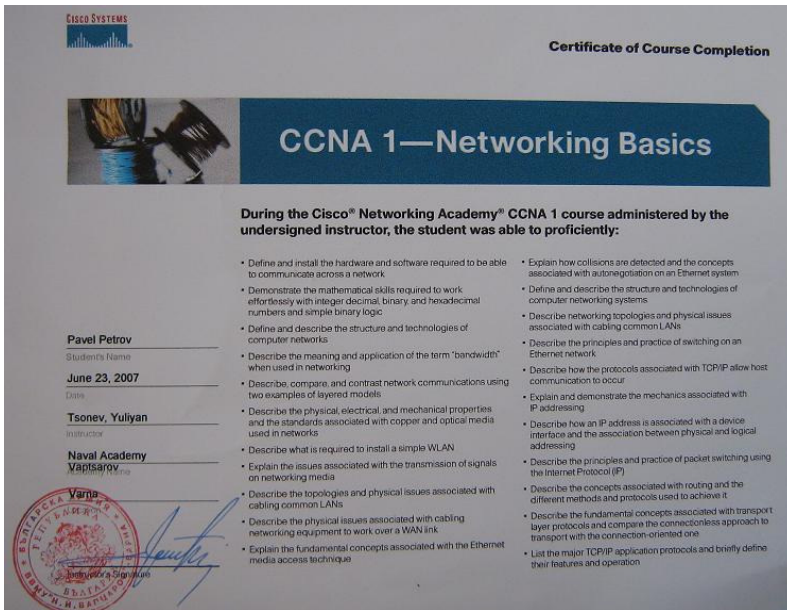 CISCO SYSTEMS
Certificate of Course Completion
CCNA 1—Networking Basics
During the Cisco® Networking Academy® CCNA 1 course administered by the
undersigned instructor, the student was able to proficiently:
• Define and install the hardware and software required to be able
to communicate across a network
• Demonstrate the mathematical skills required to work
effortlessly with integer decimal, binary, and hexadecimal
numbers and simple binary logic
• Define and describe the structure and technologies of
computer networks
• Describe the meaning and application of the term "bandwidth"
when used in networking
• Describe, compare, and contrast network communications using
two examples of layered models
• Describe the physical, electrical, and mechanical properties
and the standards associated with copper and optical media
used in networks
• Describe what is required to install a simple WLAN
• Explain the issues associated with the transmission of signals
on networking media
• Describe the topologies and physical issues associated with
cabling common LANs
• Describe the physical issues associated with cabling
networking equipment to work over a WAN link
• Explain the fundamental concepts associated with the Ethernet
media access technique
• Explain how collisions are detected and the concepts
associated with autonegotiation on an Ethernet system
• Define and describe the structure and technologies of
computer networking systems
• Describe networking topologies and physical issues
associated with cabling common LANs
• Describe the principles and practice of switching on an
Ethernet network
• Describe how the protocols associated with TCP/IP allow host
communication to occur
• Explain and demonstrate the mechanics associated with
IP addressing
• Describe how an IP address is associated with a device
interface and the association between physical and logical
addressing
• Describe the principles and practice of packet switching using
the Internet Protocol (IP)
• Describe the concepts associated with routing and the
different methods and protocols used to achieve it
• Describe the fundamental concepts associated with transport
layer protocols and compare the connectionless approach to
transport with the connection-oriented one
• List the major TCP/IP application protocols and briefly define
their features and operation
Pavel Petrov
Student's Name
June 23, 2007
Date
Tsonev, Yuliyan
Instructor
Naval Academy
Vaptsarov
Academy Name
Varna
Instructor's Signature
РЕПУБЛИКА
БЪЛГАРИЯ
БЪЛГАРСКА АРМИЯ
ВВМУ "Н.Й.ВАПЦАРОВ"